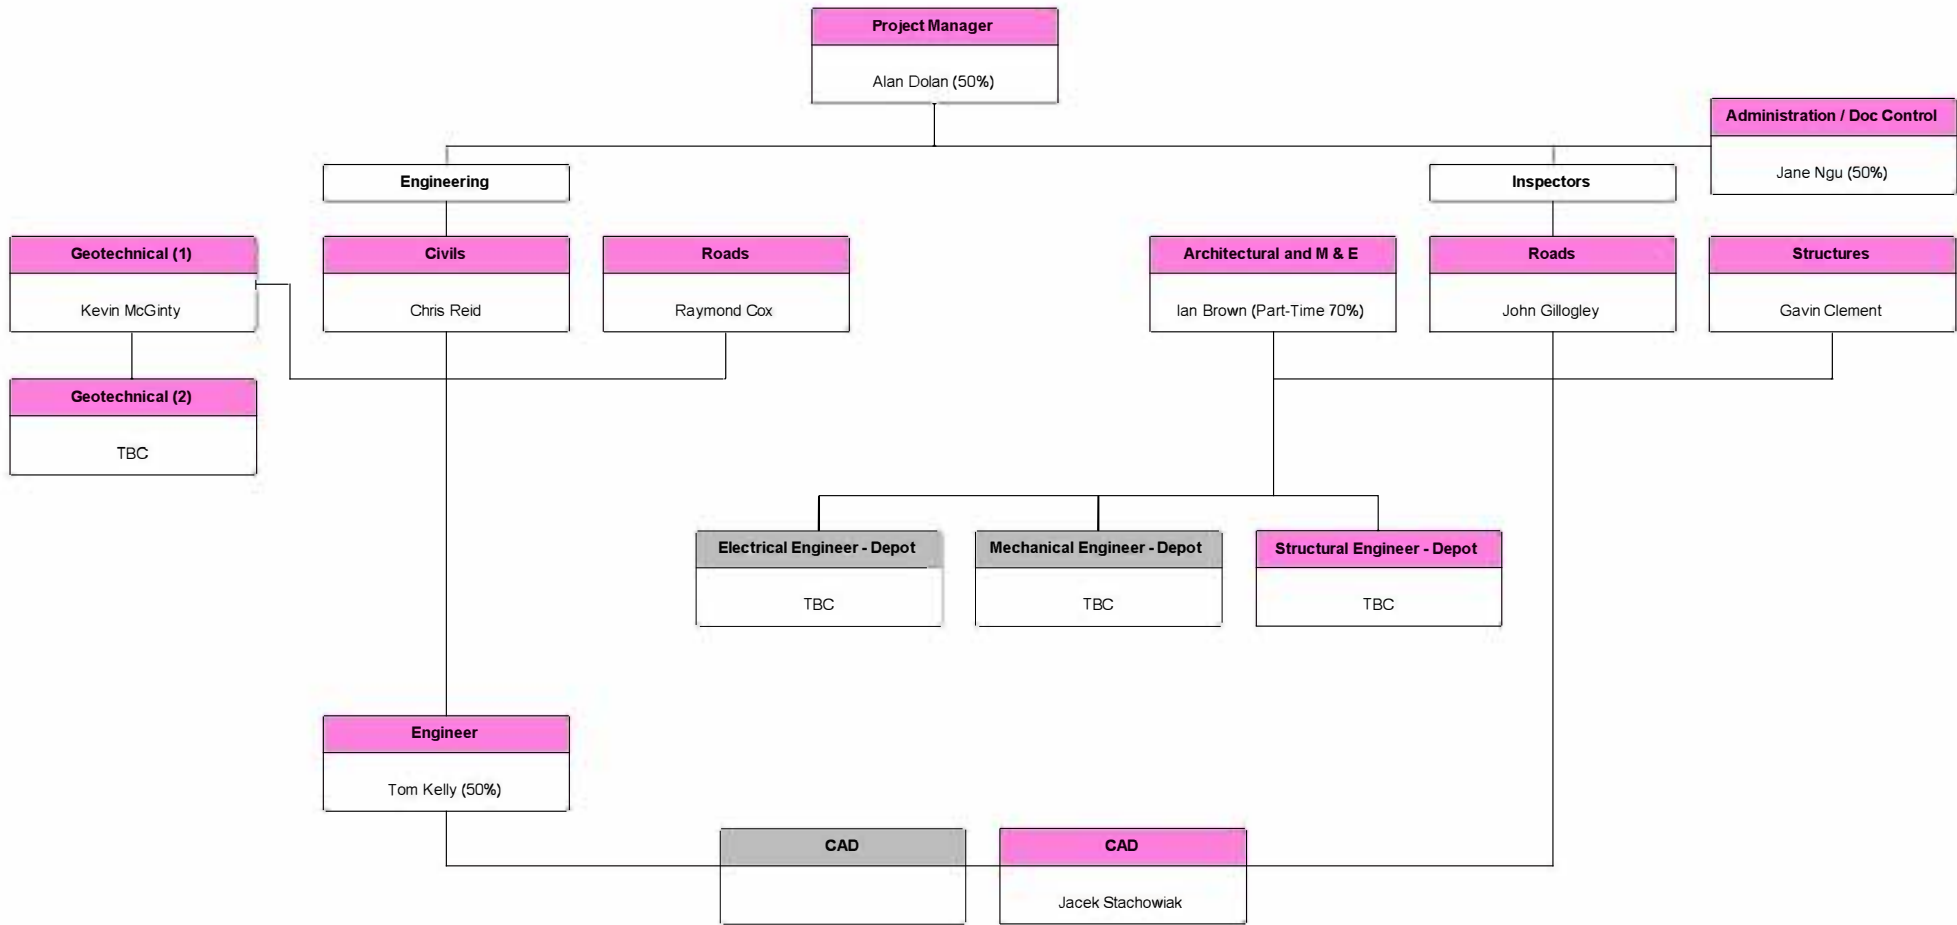 Project Manager
Alan Dolan (50%)
Administration / Doc Control
Jane Ngu (50%)
Engineering
Inspectors
Geotechnical (1)
Kevin McGinty
Civils
Chris Reid
Roads
Raymond Cox
Architectural and M & E
Ian Brown (Part-Time 70%)
Roads
John Gillogley
Structures
Gavin Clement
Geotechnical (2)
TBC
Electrical Engineer - Depot
TBC
Mechanical Engineer - Depot
TBC
Structural Engineer - Depot
TBC
Engineer
Tom Kelly (50%)
CAD
CAD
Jacek Stachowiak